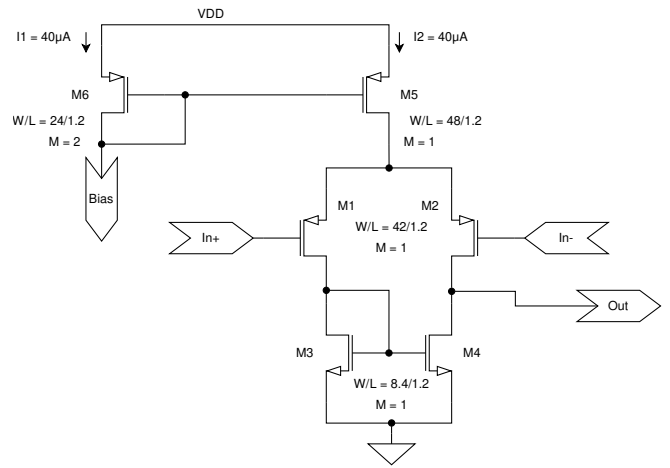 VDD
I1 = 40µA
I2 = 40µA
M6
M5
W/L = 24/1.2
M = 2
W/L = 48/1.2
M = 1
Bias
M1
M2
W/L = 42/1.2
M = 1
In+
In-
Out
M3
M4
W/L = 8.4/1.2
M = 1